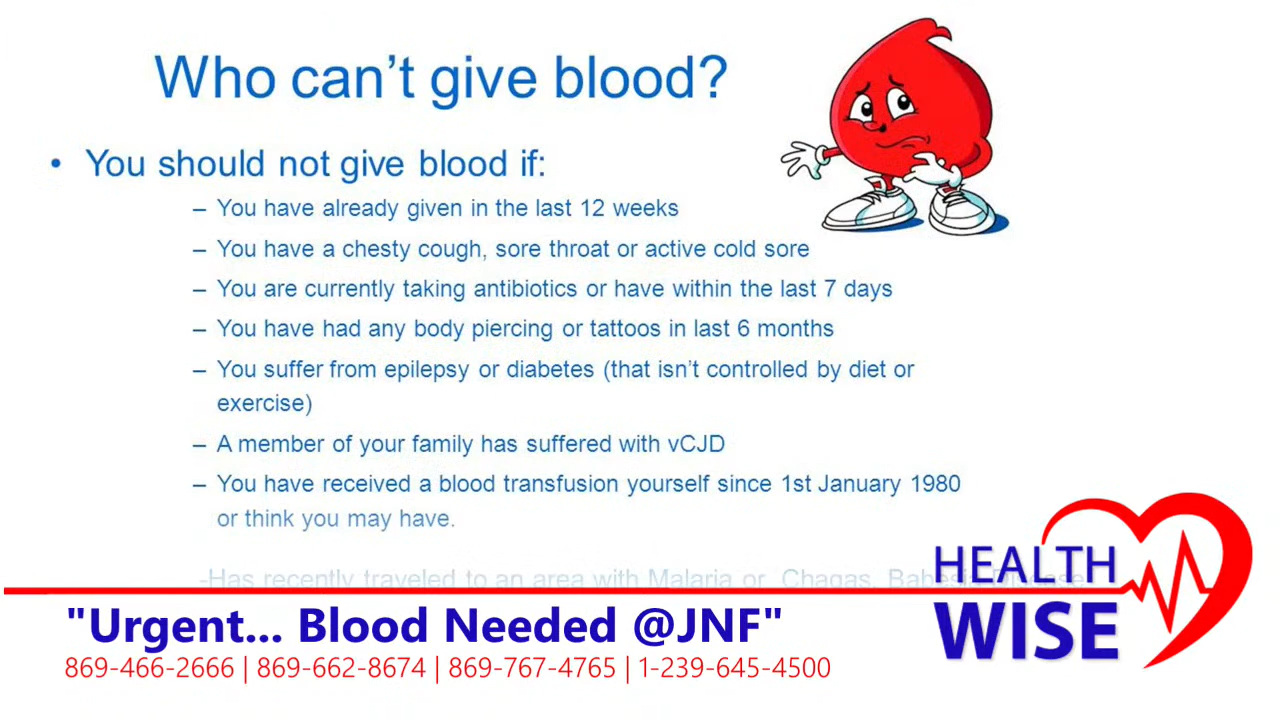 Who can't give blood?
• You should not give blood if:
– You have already given in the last 12 weeks
– You have a chesty cough, sore throat or active cold sore
– You are currently taking antibiotics or have within the last 7 days
– You have had any body piercing or tattoos in last 6 months
– You suffer from epilepsy or diabetes (that isn't controlled by diet or
exercise)
– A member of your family has suffered with vCJD
– You have received a blood transfusion yourself since 1st January 1980
or think you may have.
-Has recently traveled to an area with Malaria or Chagas, Babesia Disease
HEALTH
WISE
"Urgent... Blood Needed @JNF"
869-466-2666 | 869-662-8674 | 869-767-4765 | 1-239-645-4500